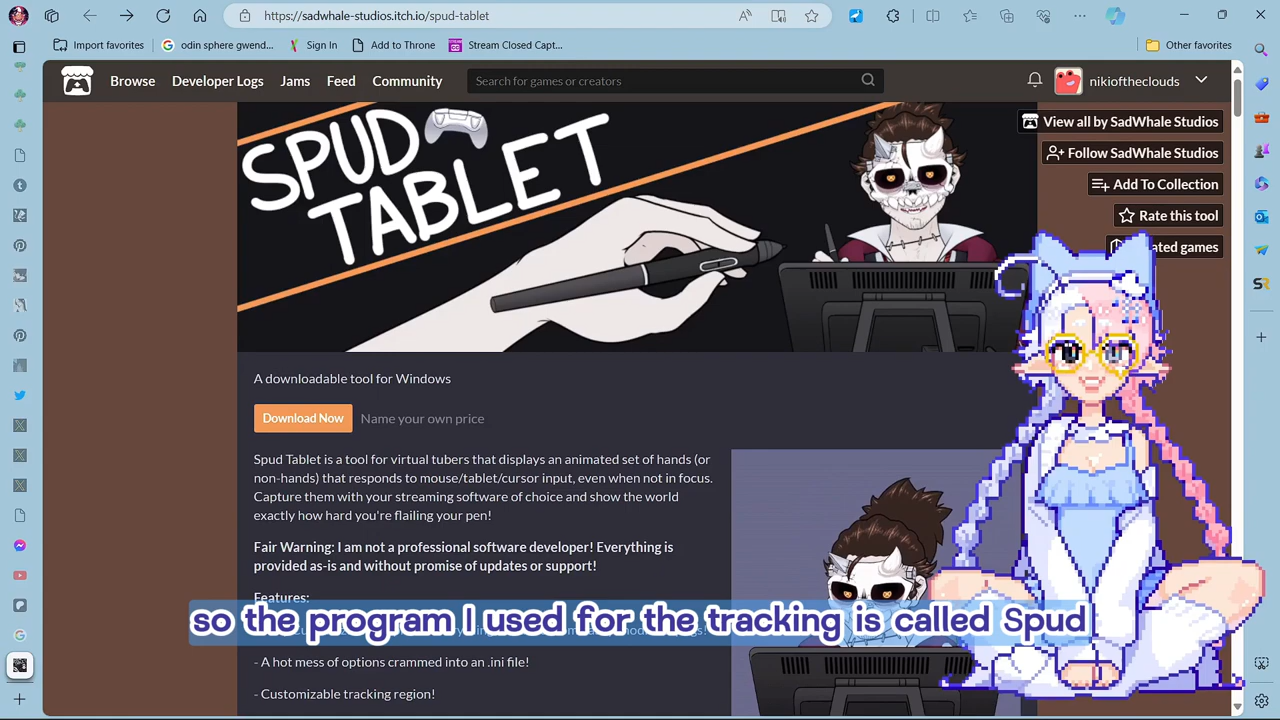 https://sadwhale-studios.itch.io/spud-tablet
Import favorites
odin sphere gwend...
Sign In
Add to Throne
Stream Closed Capt...
Other favorites
Browse
Developer Logs
Jams
Feed
Community
Search for games or creators
nikioftheclouds
SPUD
TABLET
View all by SadWhale Studios
Follow SadWhale Studios
Add To Collection
Rate this tool
ated games
A downloadable tool for Windows
Download Now
Name your own price
Spud Tablet is a tool for virtual tubers that displays an animated set of hands (or
non-hands) that responds to mouse/tablet/cursor input, even when not in focus.
Capture them with your streaming software of choice and show the world
exactly how hard you're flailing your pen!
Fair Warning: I am not a professional software developer! Everything is
provided as-is and without promise of updates or support!
Features:
so the program I used for the tracking is called Spud
- A hot mess of options crammed into an .ini file!
- Customizable tracking region!